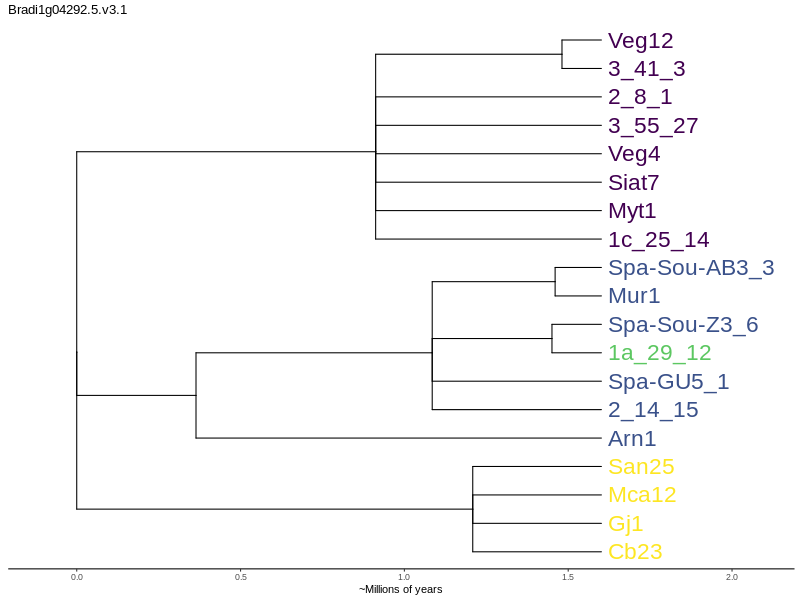 Bradi1g04292.5.v3.1
Veg12
3_41_3
2_8_1
3_55_27
Veg4
Siat7
Myt1
1c_25_14
Spa-Sou-AB3_3
Mur1
Spa-Sou-Z3_6
1a_29_12
Spa-GU5_1
2_14_15
Arn1
San25
Mca12
Gj1
Cb23
0.0 0.5 1.0 1.5 2.0
~Millions of years